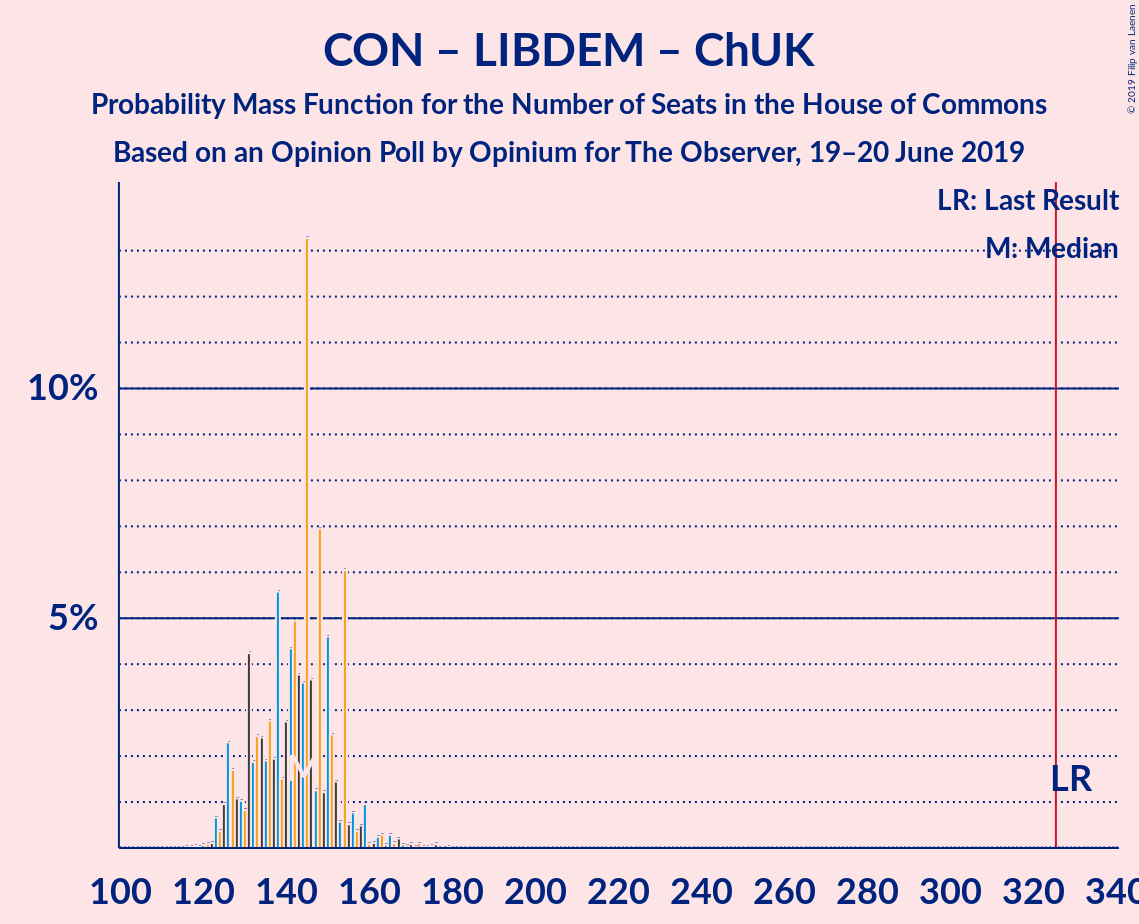 CON – LIBDEM – ChUK
Probability Mass Function for the Number of Seats in the House of Commons
Based on an Opinion Poll by Opinium for The Observer, 19–20 June 2019
© 2019 Filip van Laenen
LR: Last Result
M: Median
10%
5%
LR
100 120 140 160 180 200 220 240 260 280 300 320 340